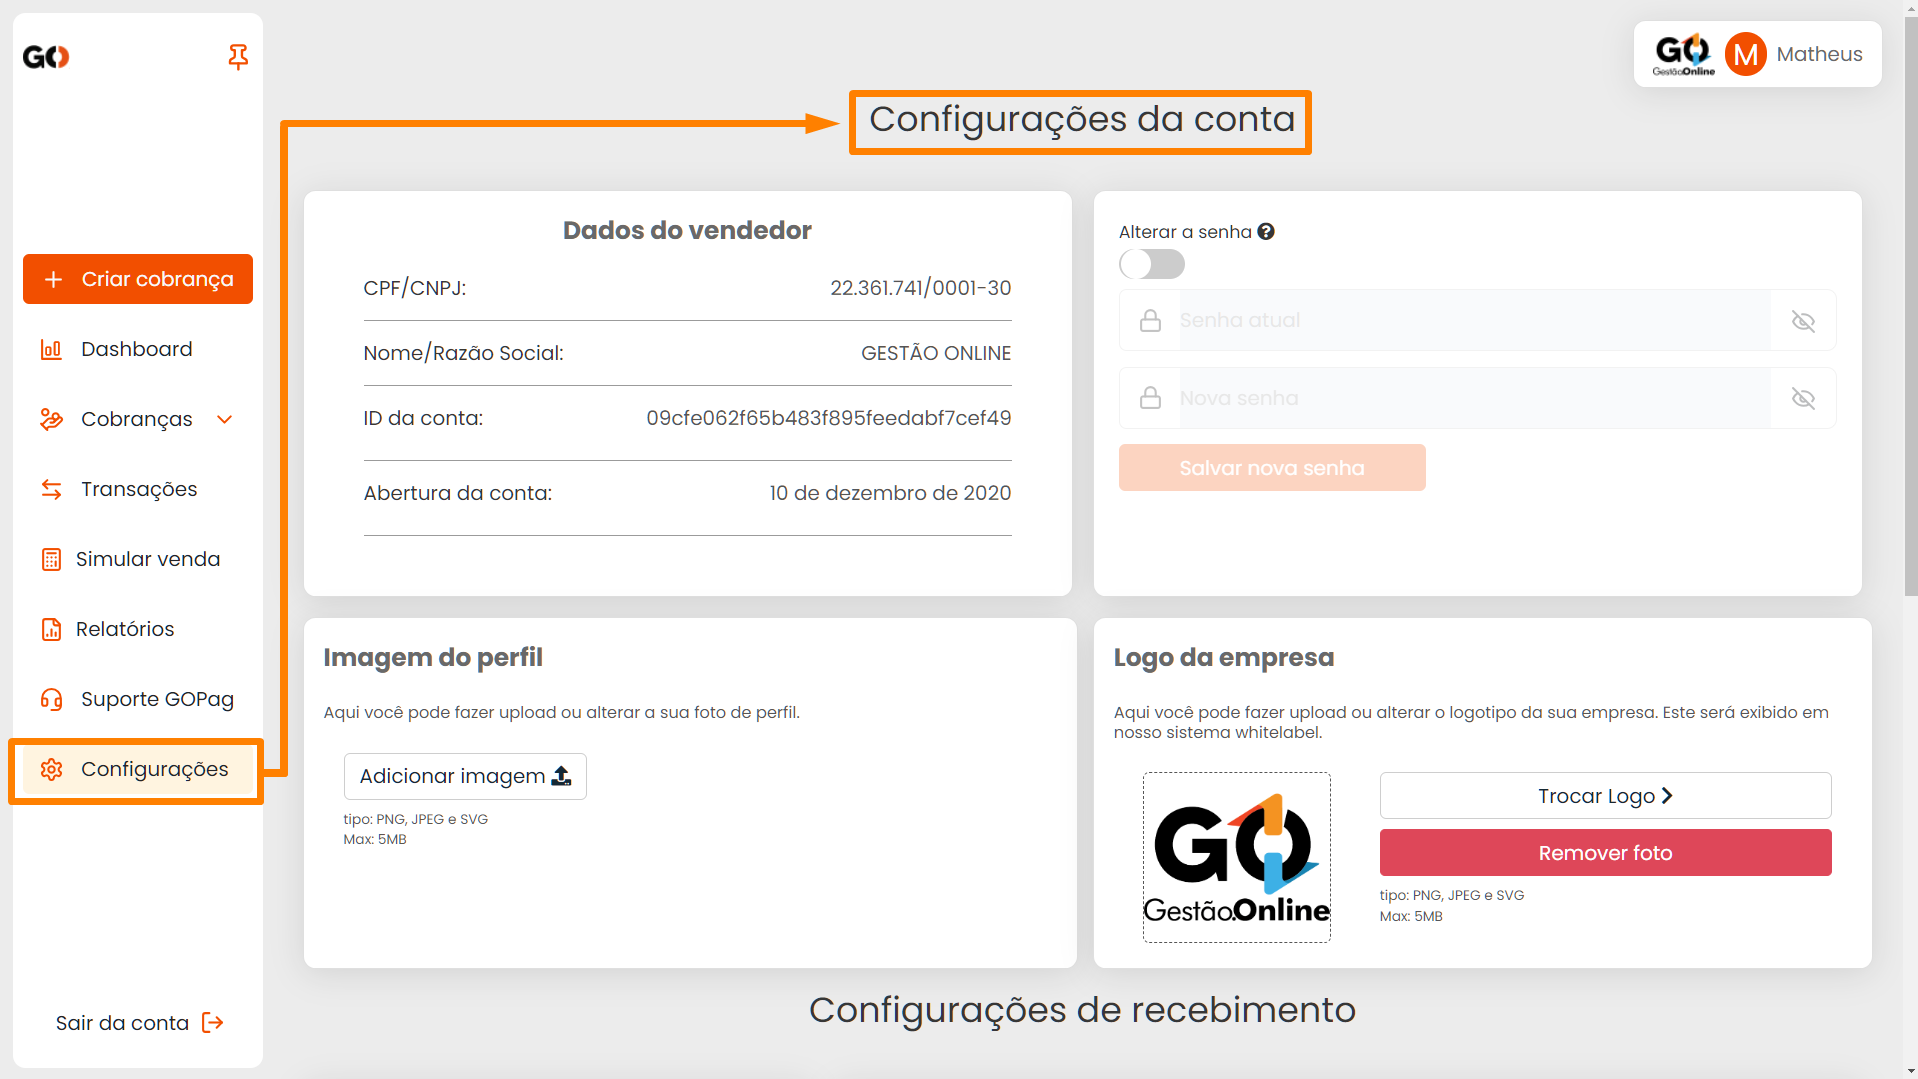 GO
GO
GestãoOnline
M
Matheus
Configurações da conta
Criar cobrança
Dashboard
Cobranças
Transações
Simular venda
Relatórios
Suporte GOPag
Configurações
Sair da conta
Dados do vendedor
CPF/CNPJ: 22.361.741/0001-30
Nome/Razão Social: GESTÃO ONLINE
ID da conta: 09cfe062f65b483f895feedabf7cef49
Abertura da conta: 10 de dezembro de 2020
Alterar a senha ?
Senha atual
Nova senha
Salvar nova senha
Imagem do perfil
Aqui você pode fazer upload ou alterar a sua foto de perfil.
Adicionar imagem
tipo: PNG, JPEG e SVG
Max: 5MB
Logo da empresa
Aqui você pode fazer upload ou alterar o logotipo da sua empresa. Este será exibido em
nosso sistema whitelabel.
GO
GestãoOnline
Trocar Logo
Remover foto
tipo: PNG, JPEG e SVG
Max: 5MB
Configurações de recebimento